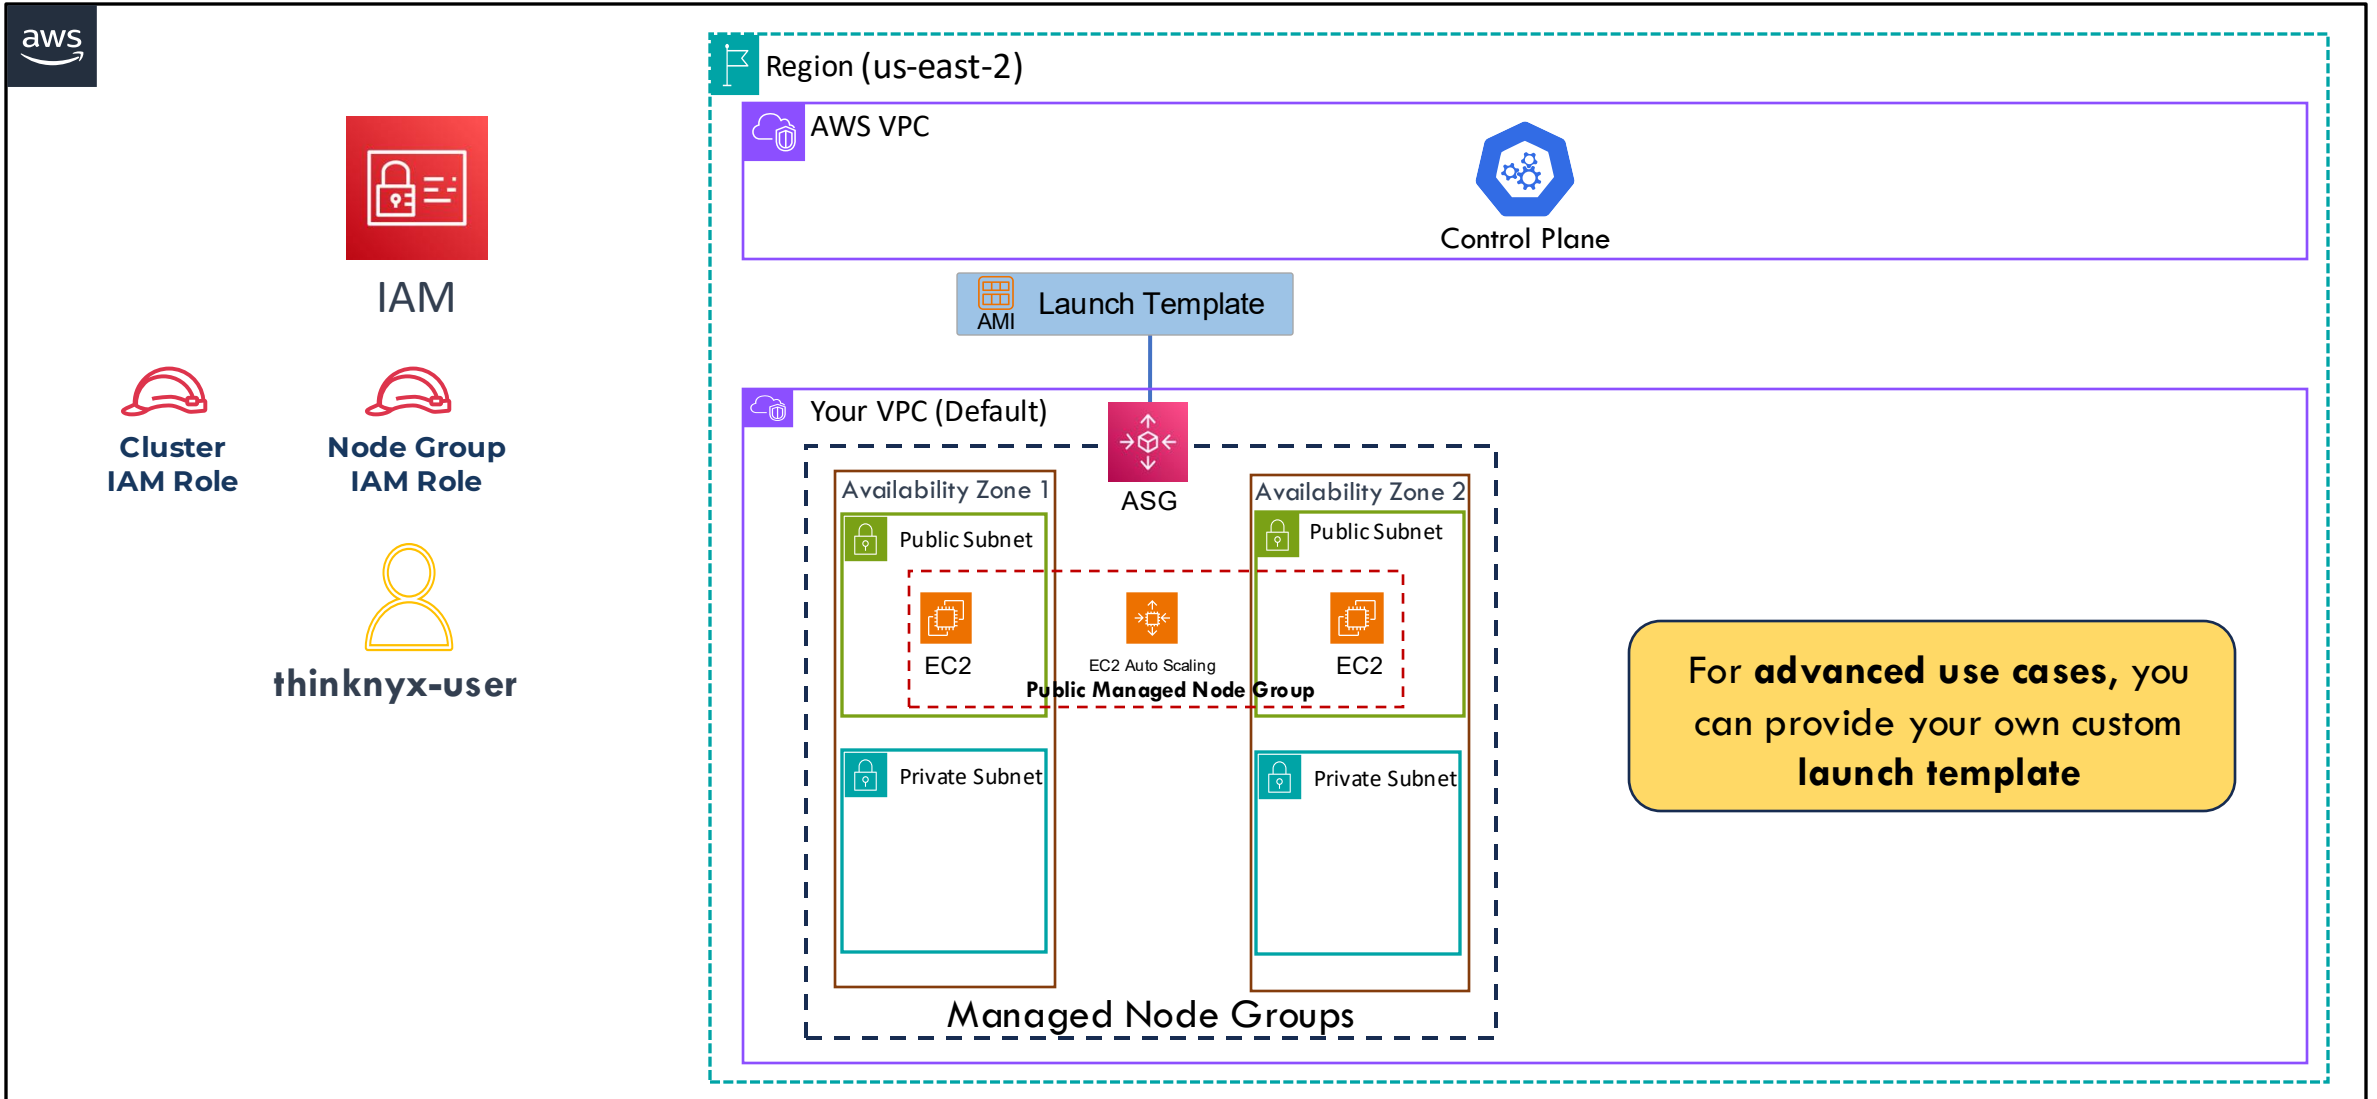 aws
Region (us-east-2)
AWS VPC
Control Plane
IAM
AMI
Launch Template
Cluster
IAM Role
Node Group
IAM Role
thinknyx-user
Your VPC (Default)
ASG
Availability Zone 1
Public Subnet
EC2
EC2 Auto Scaling
Public Managed Node Group
Availability Zone 2
Public Subnet
EC2
Private Subnet
Private Subnet
Managed Node Groups
For advanced use cases, you
can provide your own custom
launch template